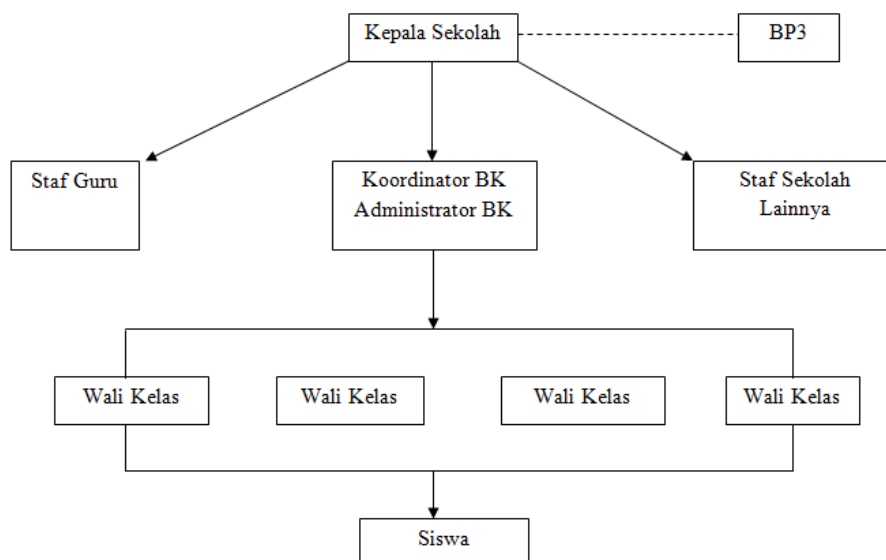 Kepala Sekolah
BP3
Staf Guru
Koordinator BK
Administrator BK
Staf Sekolah
Lainnya
Wali Kelas
Wali Kelas
Wali Kelas
Wali Kelas
Siswa